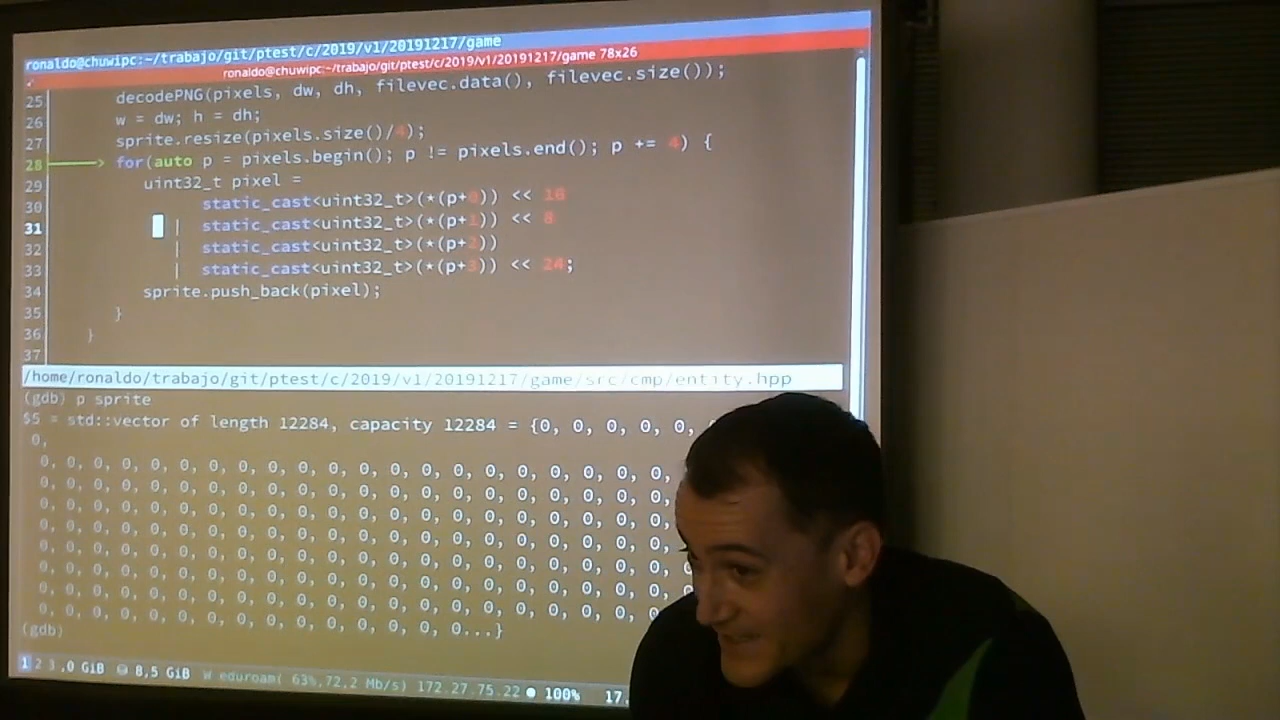 ronaldo@chuwipc:~/trabajo/git/ptest/c/2019/v1/20191217/game
ronaldo@chuwipc:~/trabajo/git/ptest/c/2019/v1/20191217/game 78x26
25 decodePNG(pixels, dw, dh, filevec.data(), filevec.size());
26 w = dw; h = dh;
27 sprite.resize(pixels.size()/4);
28 for(auto p = pixels.begin(); p != pixels.end(); p += 4) {
29 uint32_t pixel =
30 static_cast<uint32_t>(*(p+0)) << 16
31 | static_cast<uint32_t>(*(p+1)) << 8
32 | static_cast<uint32_t>(*(p+2))
33 | static_cast<uint32_t>(*(p+3)) << 24;
34 sprite.push_back(pixel);
35 }
36 }
37
/home/ronaldo/trabajo/git/ptest/c/2019/v1/20191217/game/src/cmp/entity.hpp
(gdb) p sprite
$5 = std::vector of length 12284, capacity 12284 = {0, 0, 0, 0, 0,
0,
0, 0, 0, 0, 0, 0, 0, 0, 0, 0, 0, 0, 0, 0, 0, 0, 0, 0, 0, 0, 0, 0,
0, 0, 0, 0, 0, 0, 0, 0, 0, 0, 0, 0, 0, 0, 0, 0, 0, 0, 0, 0, 0, 0,
0, 0, 0, 0, 0, 0, 0, 0, 0, 0, 0, 0, 0, 0, 0, 0, 0, 0, 0, 0, 0, 0,
0, 0, 0, 0, 0, 0, 0, 0, 0, 0, 0, 0, 0, 0, 0, 0, 0, 0, 0, 0, 0, 0,
0, 0, 0, 0, 0, 0, 0, 0, 0, 0, 0, 0, 0, 0, 0, 0, 0, 0, 0, 0, 0, 0,
0, 0, 0, 0, 0, 0, 0, 0, 0, 0, 0, 0, 0, 0, 0, 0, 0, 0, 0, 0, 0, 0,
0, 0, 0, 0, 0, 0, 0, 0, 0, 0, 0, 0, 0, 0, 0, 0, 0, 0, 0, 0, 0, 0
0, 0, 0, 0, 0, 0, 0, 0, 0, 0, 0, 0, 0, 0, 0...}
(gdb)
1 2 3 ,0 GiB 8,5 GiB W eduroam( 63%,72,2 Mb/s) 172.27.75.22 100% 17.